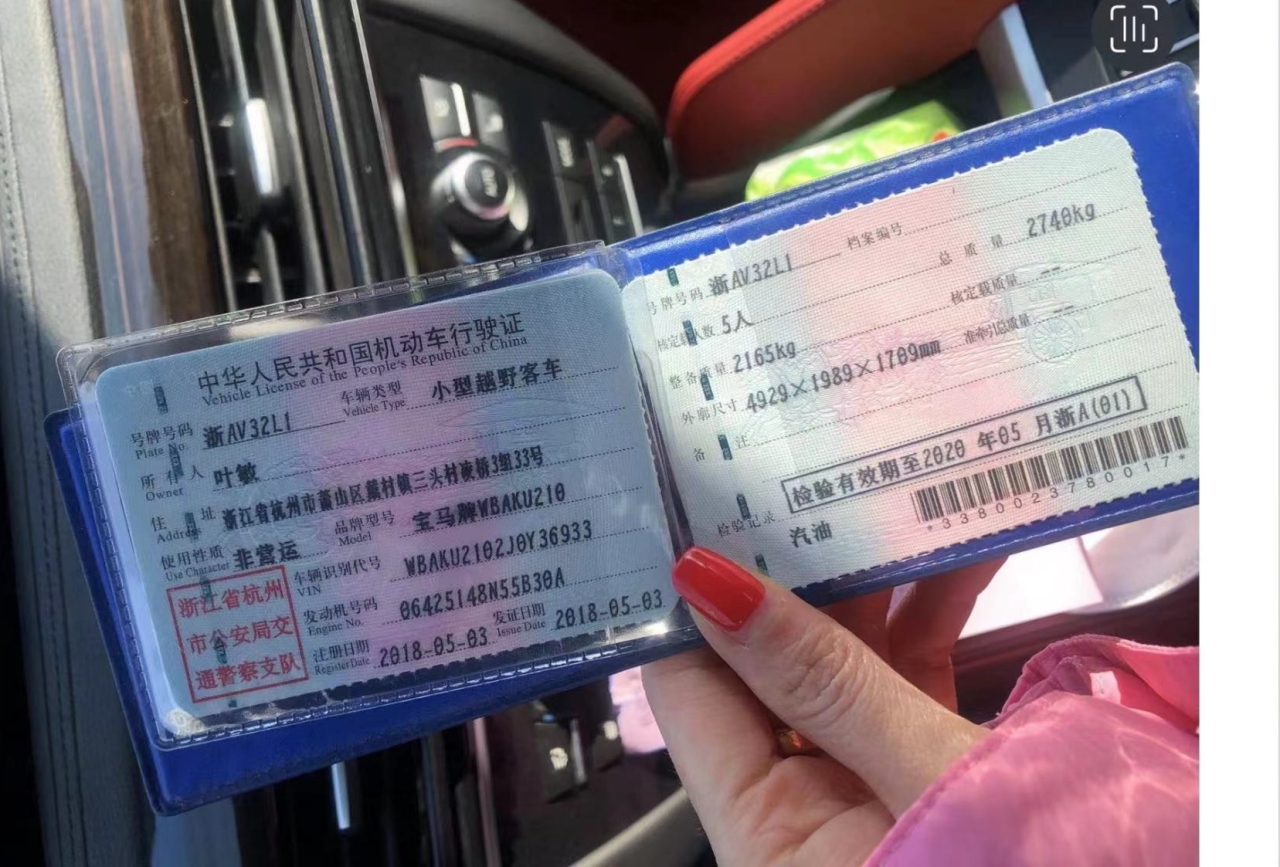 中华人民共和国机动车行驶证
Vehicle License of the People's Republic of China
号牌号码 浙AV32L1 车辆类型 小型越野客车
Plate No. Vehicle Type
所有人 叶敏
Owner
住址 浙江省杭州市萧山区戴村镇三头村陈桥3组33号
Address
使用性质 非营运 品牌型号 宝马牌WBAKU210
Use Character Model
车辆识别代号 WBAKU2102J0Y36933
VIN
发动机号码 06425148N55B30A
Engine No.
注册日期 2018-05-03 发证日期 2018-05-03
Register Date Issue Date
浙江省杭州
市公安局交
通警察支队
号牌号码 浙AV32L1 档案编号
核定载人数 5人 总质量 2740kg
整备质量 2165kg 核定载质量 --
外廓尺寸 4929×1989×1709mm 准牵引总质量 --
备注
检验有效期至2020年05月浙A(01)
检验记录
汽油
*3380023780017*